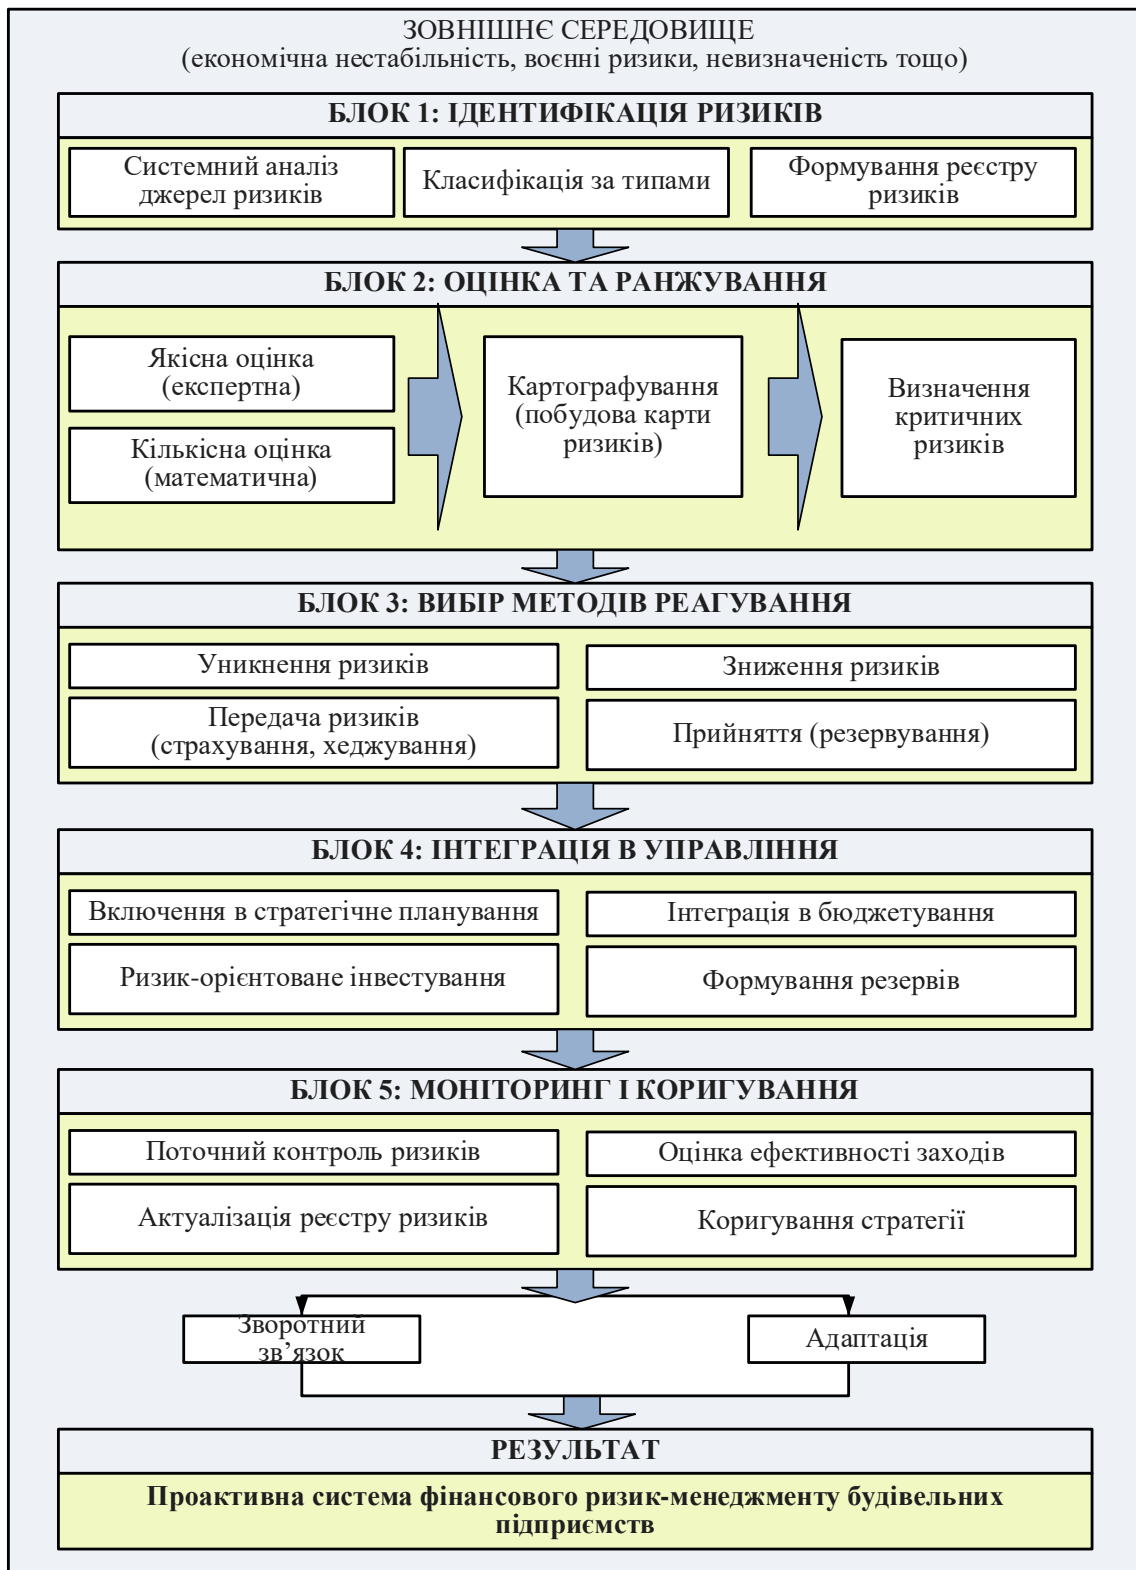 ЗОВНІШНЄ СЕРЕДОВИЩЕ
(економічна нестабільність, воєнні ризики, невизначеність тощо)
БЛОК 1: ІДЕНТИФІКАЦІЯ РИЗИКІВ
Системний аналіз
джерел ризиків
Класифікація за типами
Формування реєстру
ризиків
БЛОК 2: ОЦІНКА ТА РАНЖУВАННЯ
Якісна оцінка
(експертна)
Кількісна оцінка
(математична)
Картографування
(побудова карти
ризиків)
Визначення
критичних
ризиків
БЛОК 3: ВИБІР МЕТОДІВ РЕАГУВАННЯ
Уникнення ризиків
Зниження ризиків
Передача ризиків
(страхування, хеджування)
Прийняття (резервування)
БЛОК 4: ІНТЕГРАЦІЯ В УПРАВЛІННЯ
Включення в стратегічне планування
Інтеграція в бюджетування
Ризик-орієнтоване інвестування
Формування резервів
БЛОК 5: МОНІТОРИНГ І КОРИГУВАННЯ
Поточний контроль ризиків
Оцінка ефективності заходів
Актуалізація реєстру ризиків
Коригування стратегії
Зворотний
зв’язок
Адаптація
РЕЗУЛЬТАТ
Проактивна система фінансового ризик-менеджменту будівельних
підприємств